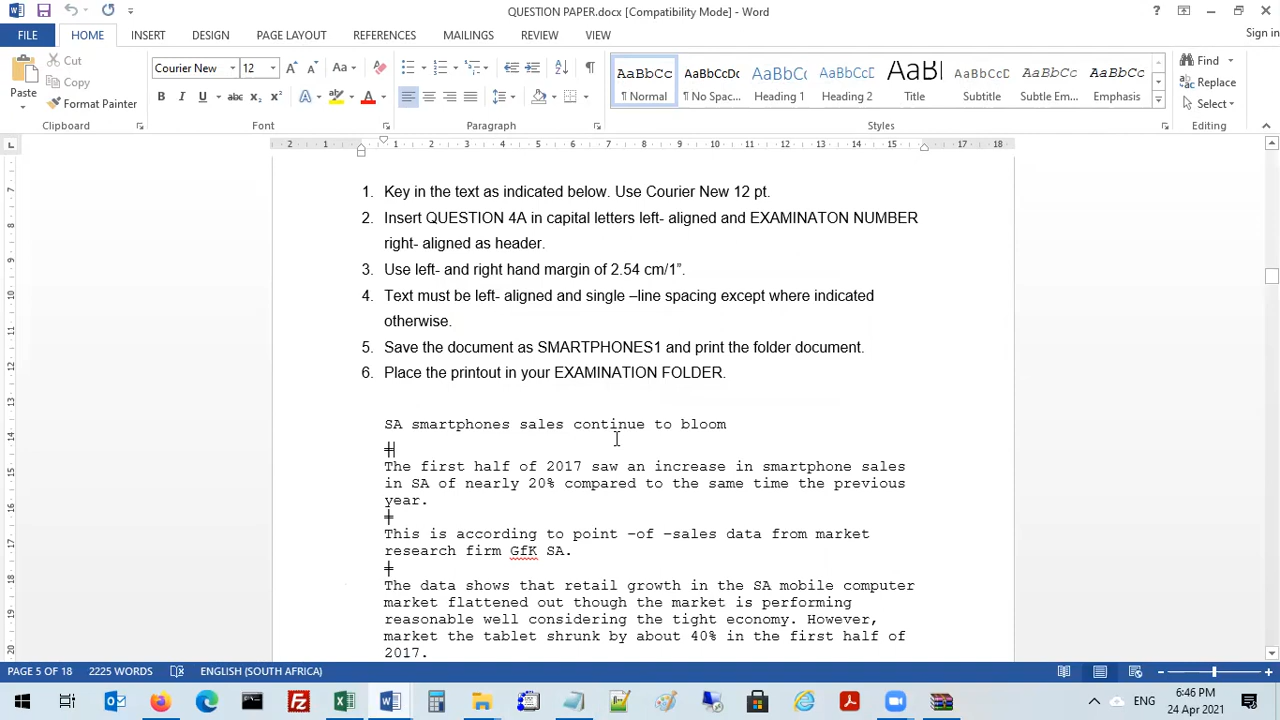 QUESTION PAPER.docx [Compatibility Mode] - Word
FILE HOME INSERT DESIGN PAGE LAYOUT REFERENCES MAILINGS REVIEW VIEW Sign in
Paste Cut Copy Format Painter
Courier New 12
AaBbCc AaBbCcDc AaBbCc AaBbCc AaBl AaBbCcDd AaBbCcDc AaBbCcDc
¶ Normal ¶ No Spac... Heading 1 Heading 2 Title Subtitle Subtle Em... Emphasis
Find Replace Select
Clipboard Font Paragraph Styles Editing
1. Key in the text as indicated below. Use Courier New 12 pt.
2. Insert QUESTION 4A in capital letters left- aligned and EXAMINATON NUMBER
right- aligned as header.
3. Use left- and right hand margin of 2.54 cm/1”.
4. Text must be left- aligned and single –line spacing except where indicated
otherwise.
5. Save the document as SMARTPHONES1 and print the folder document.
6. Place the printout in your EXAMINATION FOLDER.
SA smartphones sales continue to bloom
The first half of 2017 saw an increase in smartphone sales
in SA of nearly 20% compared to the same time the previous
year.
This is according to point –of –sales data from market
research firm GfK SA.
The data shows that retail growth in the SA mobile computer
market flattened out though the market is performing
reasonable well considering the tight economy. However,
market the tablet shrunk by about 40% in the first half of
2017.
PAGE 5 OF 18 2225 WORDS ENGLISH (SOUTH AFRICA)
ENG 6:46 PM
24 Apr 2021